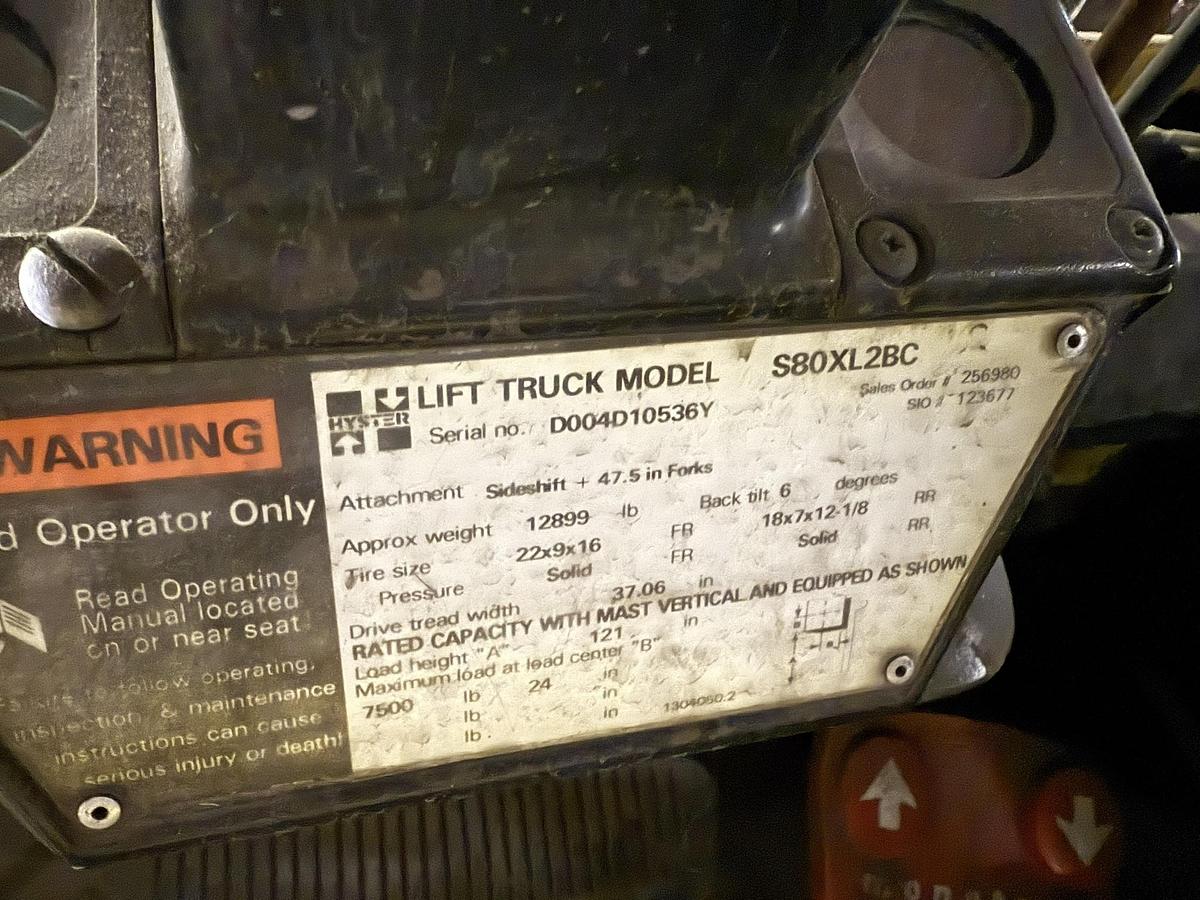 WARNING
d Operator Only
Read Operating
Manual located
on or near seat
to follow operating,
inspection & maintenance
instructions can cause
serious injury or death!
HYSTER
LIFT TRUCK MODEL S80XL2BC
Serial no. D004D10536Y
Sales Order # 256980
SIO # 123677
Attachment Sideshift + 47.5 in Forks
Approx weight 12899 lb Back tilt 6 degrees
Tire size 22x9x16 FR 18x7x12-1/8 RR
Pressure Solid FR Solid RR
Drive tread width 37.06 in
RATED CAPACITY WITH MAST VERTICAL AND EQUIPPED AS SHOWN
Load height "A" 121 in
Maximum load at load center "B"
7500 lb 24 in
lb in
lb in
1304050.2